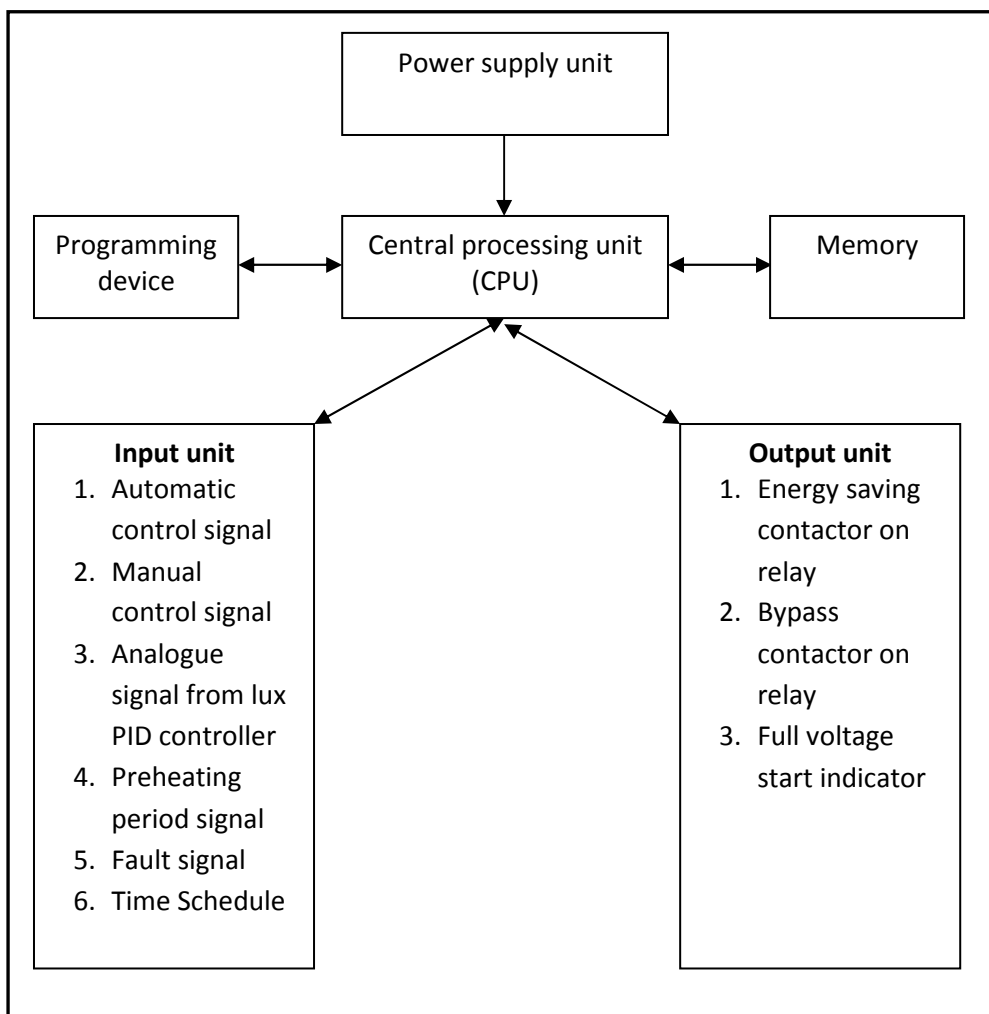 Power supply unit
Programming
device
Central processing unit
(CPU)
Memory
Input unit
1. Automatic
control signal
2. Manual
control signal
3. Analogue
signal from lux
PID controller
4. Preheating
period signal
5. Fault signal
6. Time Schedule
Output unit
1. Energy saving
contactor on
relay
2. Bypass
contactor on
relay
3. Full voltage
start indicator